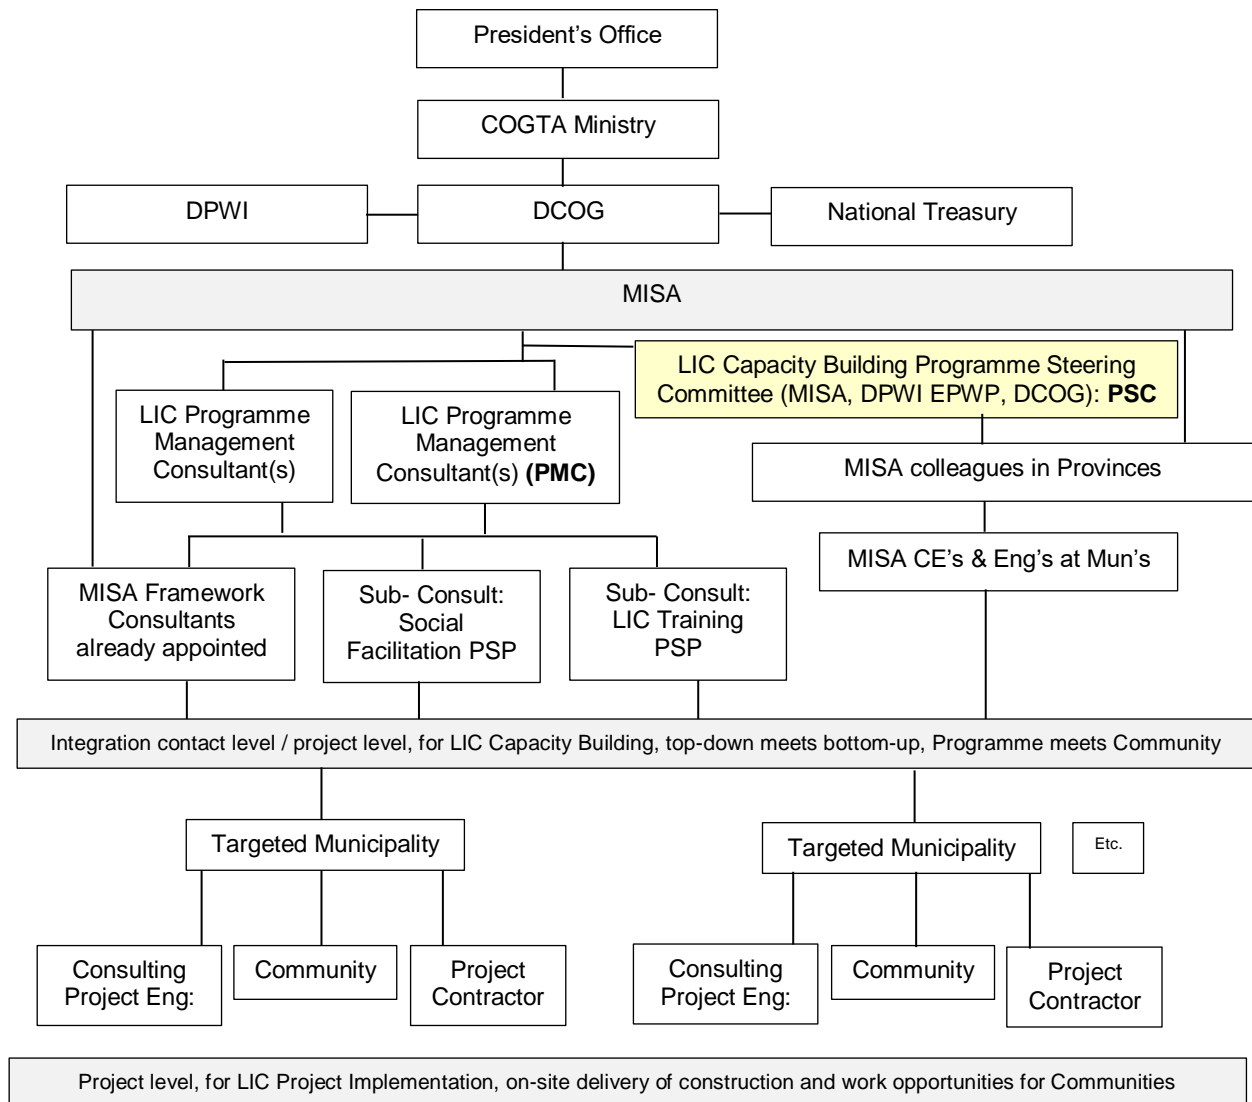 President’s Office
COGTA Ministry
DPWI
DCOG
National Treasury
MISA
LIC Capacity Building Programme Steering
Committee (MISA, DPWI EPWP, DCOG): PSC
LIC Programme
Management
Consultant(s)
LIC Programme
Management
Consultant(s) (PMC)
MISA colleagues in Provinces
MISA CE’s & Eng’s at Mun’s
MISA Framework
Consultants
already appointed
Sub- Consult:
Social
Facilitation PSP
Sub- Consult:
LIC Training
PSP
Integration contact level / project level, for LIC Capacity Building, top-down meets bottom-up, Programme meets Community
Targeted Municipality
Targeted Municipality
Etc.
Consulting
Project Eng:
Community
Project
Contractor
Consulting
Project Eng:
Community
Project
Contractor
Project level, for LIC Project Implementation, on-site delivery of construction and work opportunities for Communities